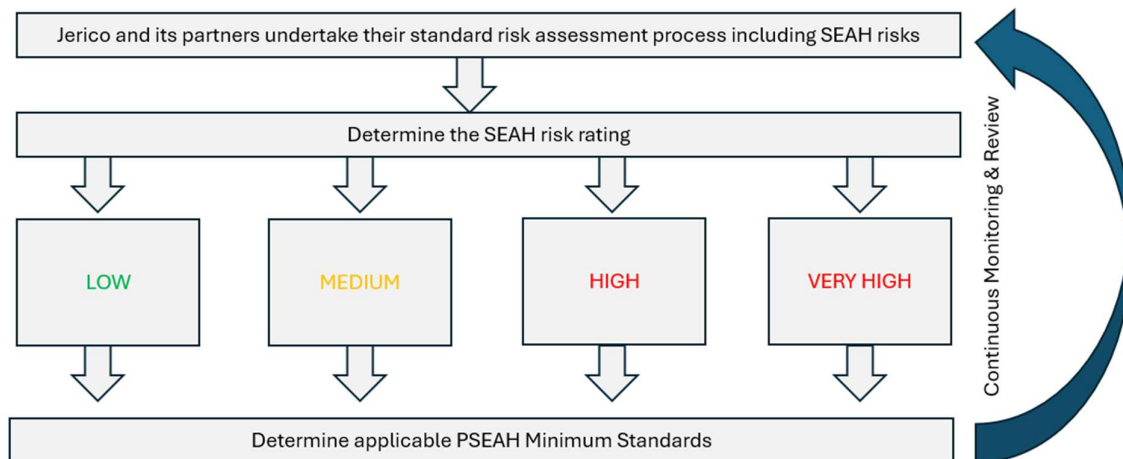 Jerico and its partners undertake their standard risk assessment process including SEAH risks
Determine the SEAH risk rating
LOW
MEDIUM
HIGH
VERY HIGH
Determine applicable PSEAH Minimum Standards
Continuous Monitoring & Review